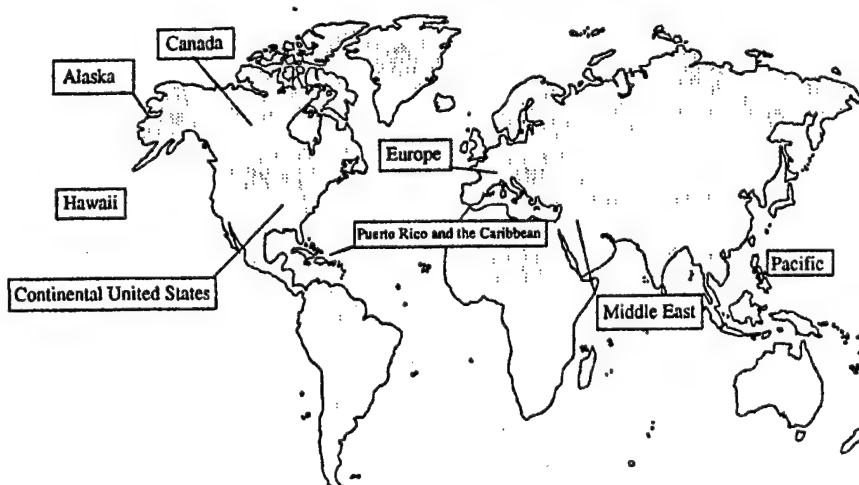 Canada
Alaska
Europe
Hawaii
Puerto Rico and the Caribbean
Pacific
Continental United States
Middle East